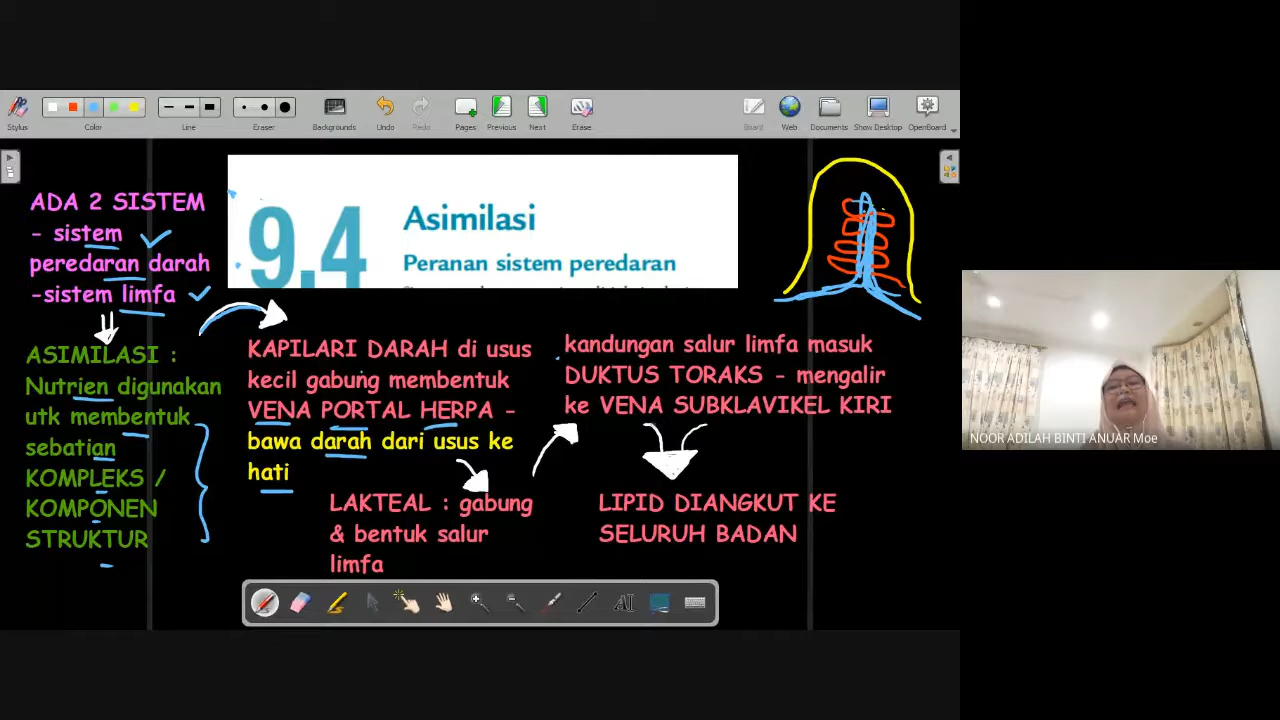 Stylus
Color
Line
Eraser
Backgrounds
Undo
Redo
Pages
Previous
Next
Erase
Board
Web
Documents
Show Desktop
OpenBoard
ADA 2 SISTEM
- sistem
peredaran darah
-sistem limfa
ASIMILASI :
Nutrien digunakan
utk membentuk
sebatian
KOMPLEKS /
KOMPONEN
STRUKTUR
9.4
Asimilasi
Peranan sistem peredaran
KAPILARI DARAH di usus
kecil gabung membentuk
VENA PORTAL HERPA -
bawa darah dari usus ke
hati
LAKTEAL : gabung
& bentuk salur
limfa
kandungan salur limfa masuk
DUKTUS TORAKS - mengalir
ke VENA SUBKLAVIKEL KIRI
LIPID DIANGKUT KE
SELURUH BADAN
AI
NOOR ADILAH BINTI ANUAR Moe